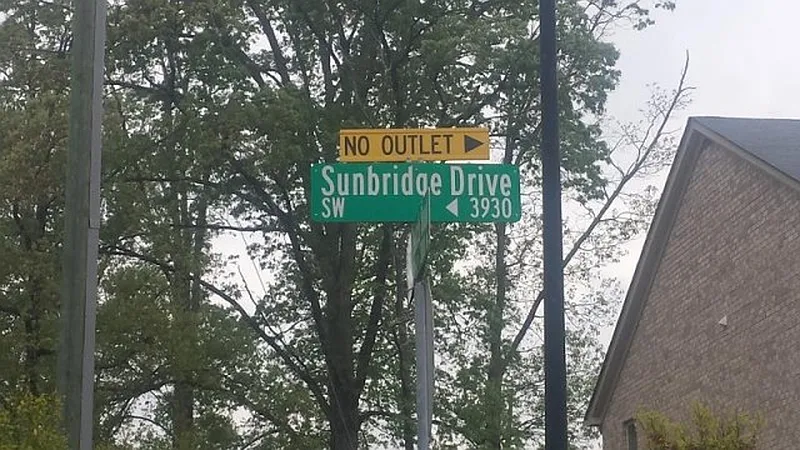 NO OUTLET ▶
Sunbridge Drive
SW ◀ 3930